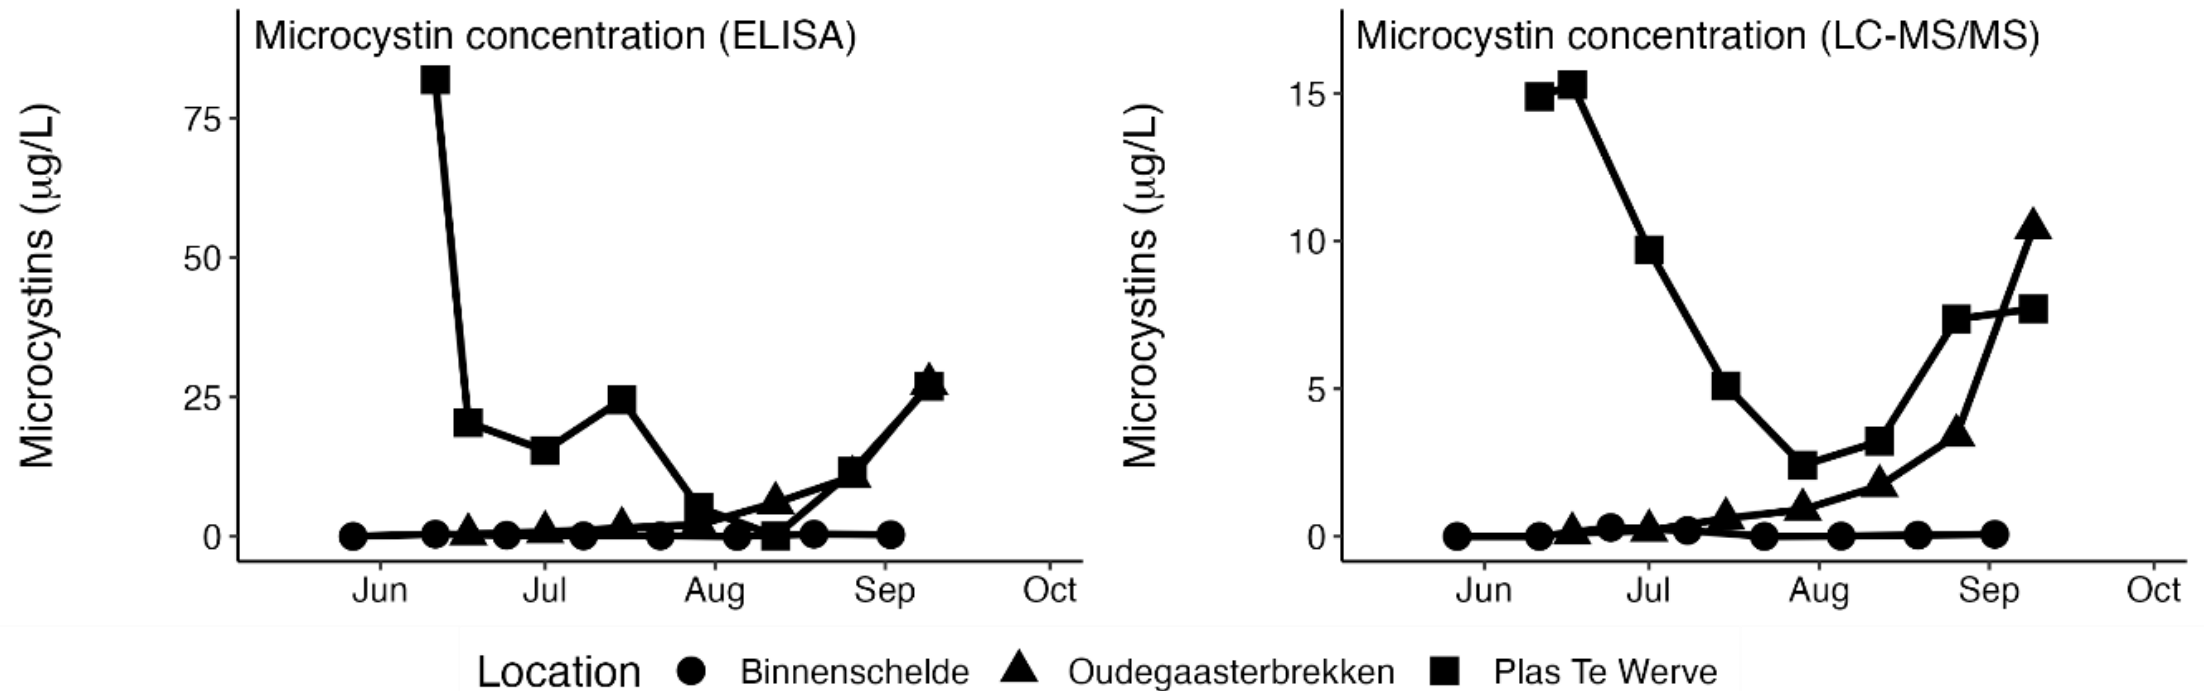 Microcystin concentration (ELISA)
Microcystins (µg/L)
75
50
25
0
Jun Jul Aug Sep Oct
Microcystin concentration (LC-MS/MS)
Microcystins (µg/L)
15
10
5
0
Jun Jul Aug Sep Oct
Location Binnenschelde Oudegaasterbrekken Plas Te Werve